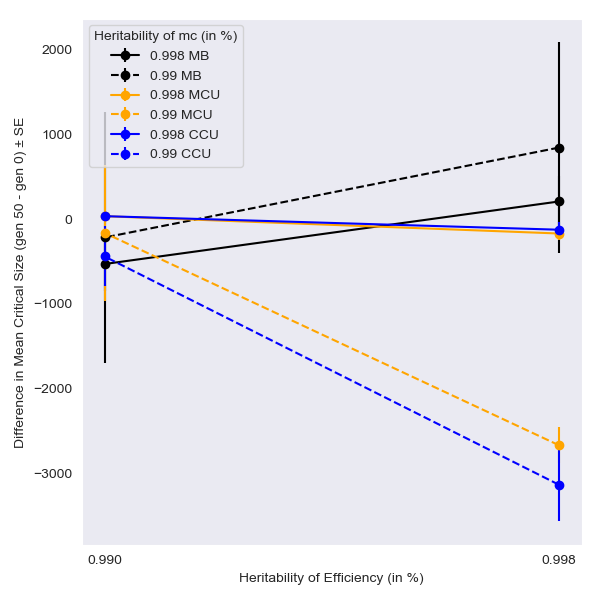 Heritability of mc (in %)
0.998 MB
0.99 MB
0.998 MCU
0.99 MCU
0.998 CCU
0.99 CCU
Difference in Mean Critical Size (gen 50 - gen 0) ± SE
2000
1000
0
−1000
−2000
−3000
0.990
0.998
Heritability of Efficiency (in %)